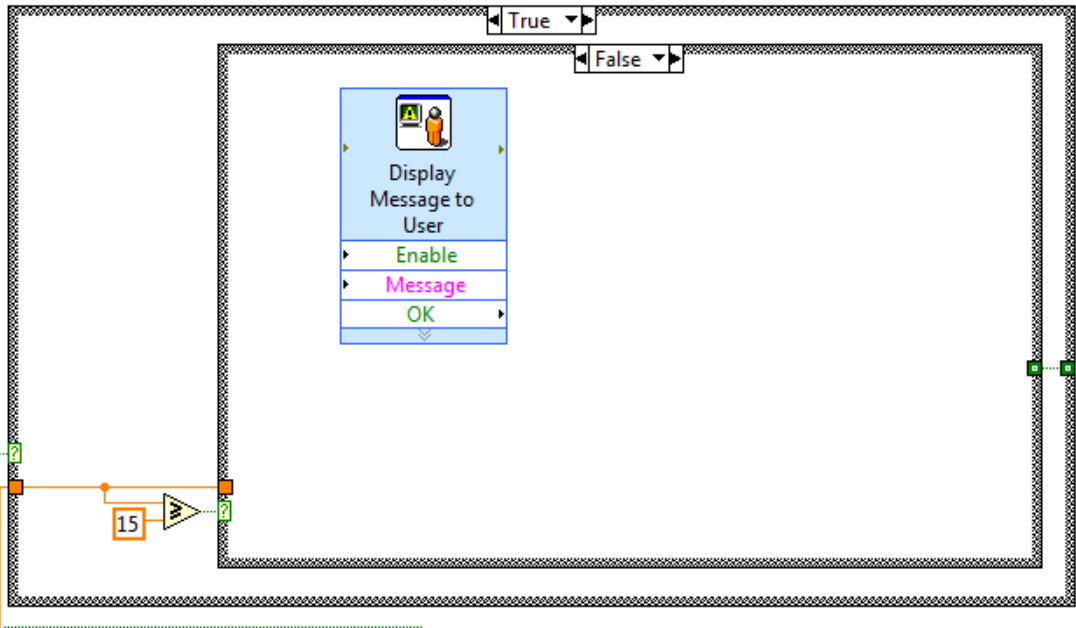 True
False
Display
Message to
User
Enable
Message
OK
?
?
15